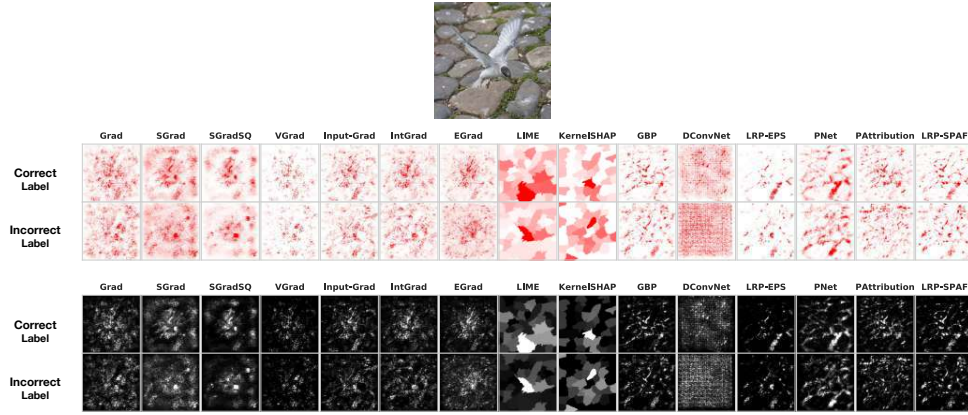 Grad SGrad SGradSQ VGrad Input-Grad IntGrad EGrad LIME KernelSHAP GBP DConvNet LRP-EPS PNet PAttribution LRP-SPAF
Correct
Label
Incorrect
Label
Grad SGrad SGradSQ VGrad Input-Grad IntGrad EGrad LIME KernelSHAP GBP DConvNet LRP-EPS PNet PAttribution LRP-SPAF
Correct
Label
Incorrect
Label